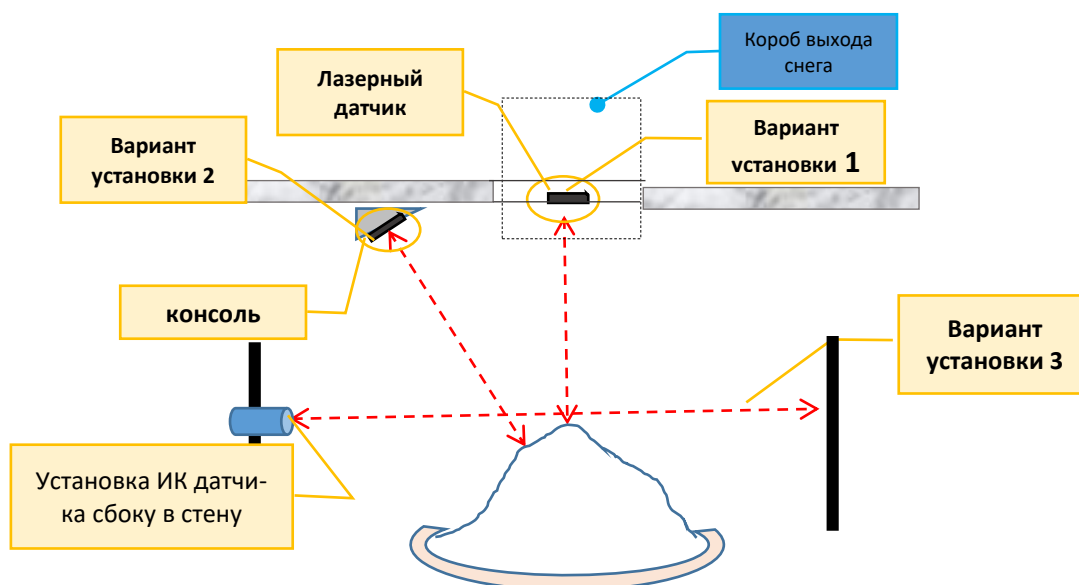 Короб выхода
снега
Лазерный
датчик
Вариант
установки 1
Вариант
установки 2
консоль
Вариант
установки 3
Установка ИК датчи-
ка сбоку в стену